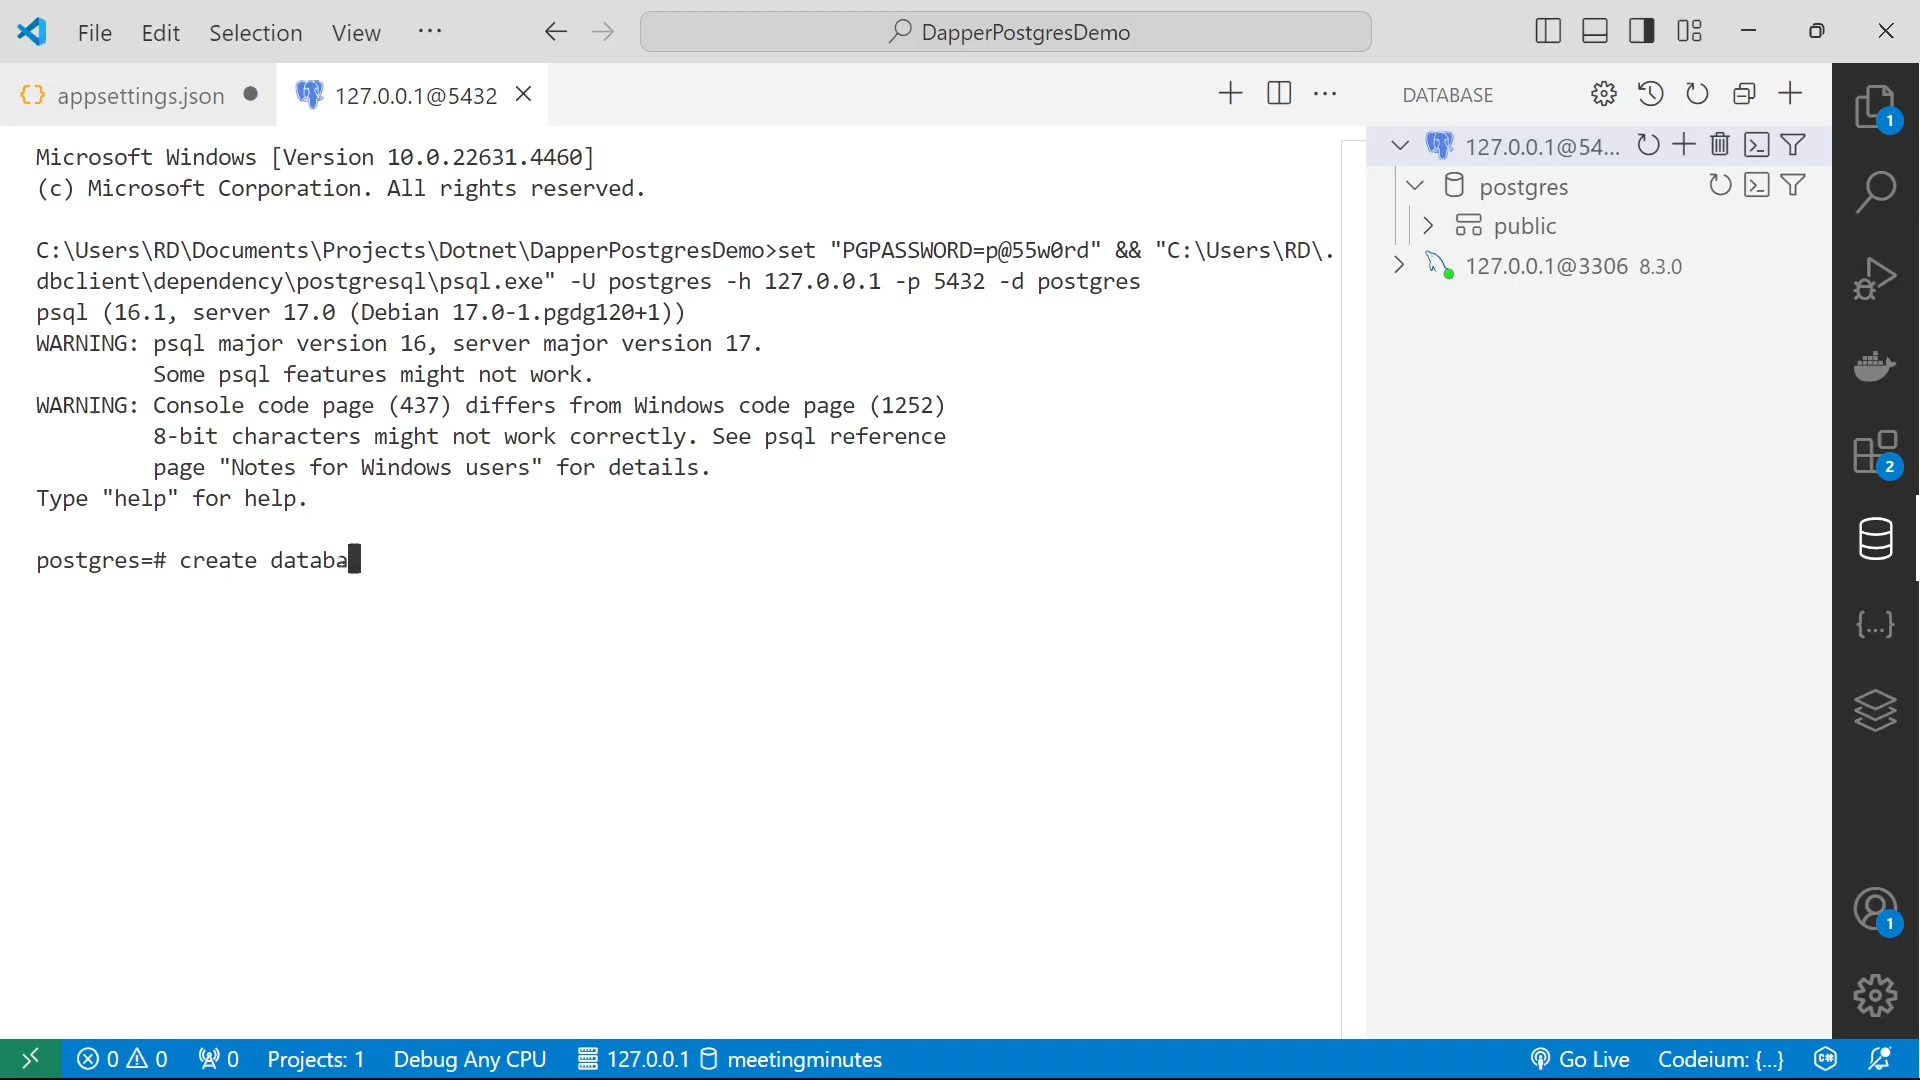 File Edit Selection View ··· DapperPostgresDemo
appsettings.json 127.0.0.1@5432 DATABASE
127.0.0.1@54...
postgres
public
127.0.0.1@3306 8.3.0
Microsoft Windows [Version 10.0.22631.4460]
(c) Microsoft Corporation. All rights reserved.
C:\Users\RD\Documents\Projects\Dotnet\DapperPostgresDemo>set "PGPASSWORD=p@55w0rd" && "C:\Users\RD\.
dbclient\dependency\postgresql\psql.exe" -U postgres -h 127.0.0.1 -p 5432 -d postgres
psql (16.1, server 17.0 (Debian 17.0-1.pgdg120+1))
WARNING: psql major version 16, server major version 17.
Some psql features might not work.
WARNING: Console code page (437) differs from Windows code page (1252)
8-bit characters might not work correctly. See psql reference
page "Notes for Windows users" for details.
Type "help" for help.
postgres=# create databa
1
2
{...}
1
0 0 0 Projects: 1 Debug Any CPU 127.0.0.1 meetingminutes Go Live Codeium: {...}